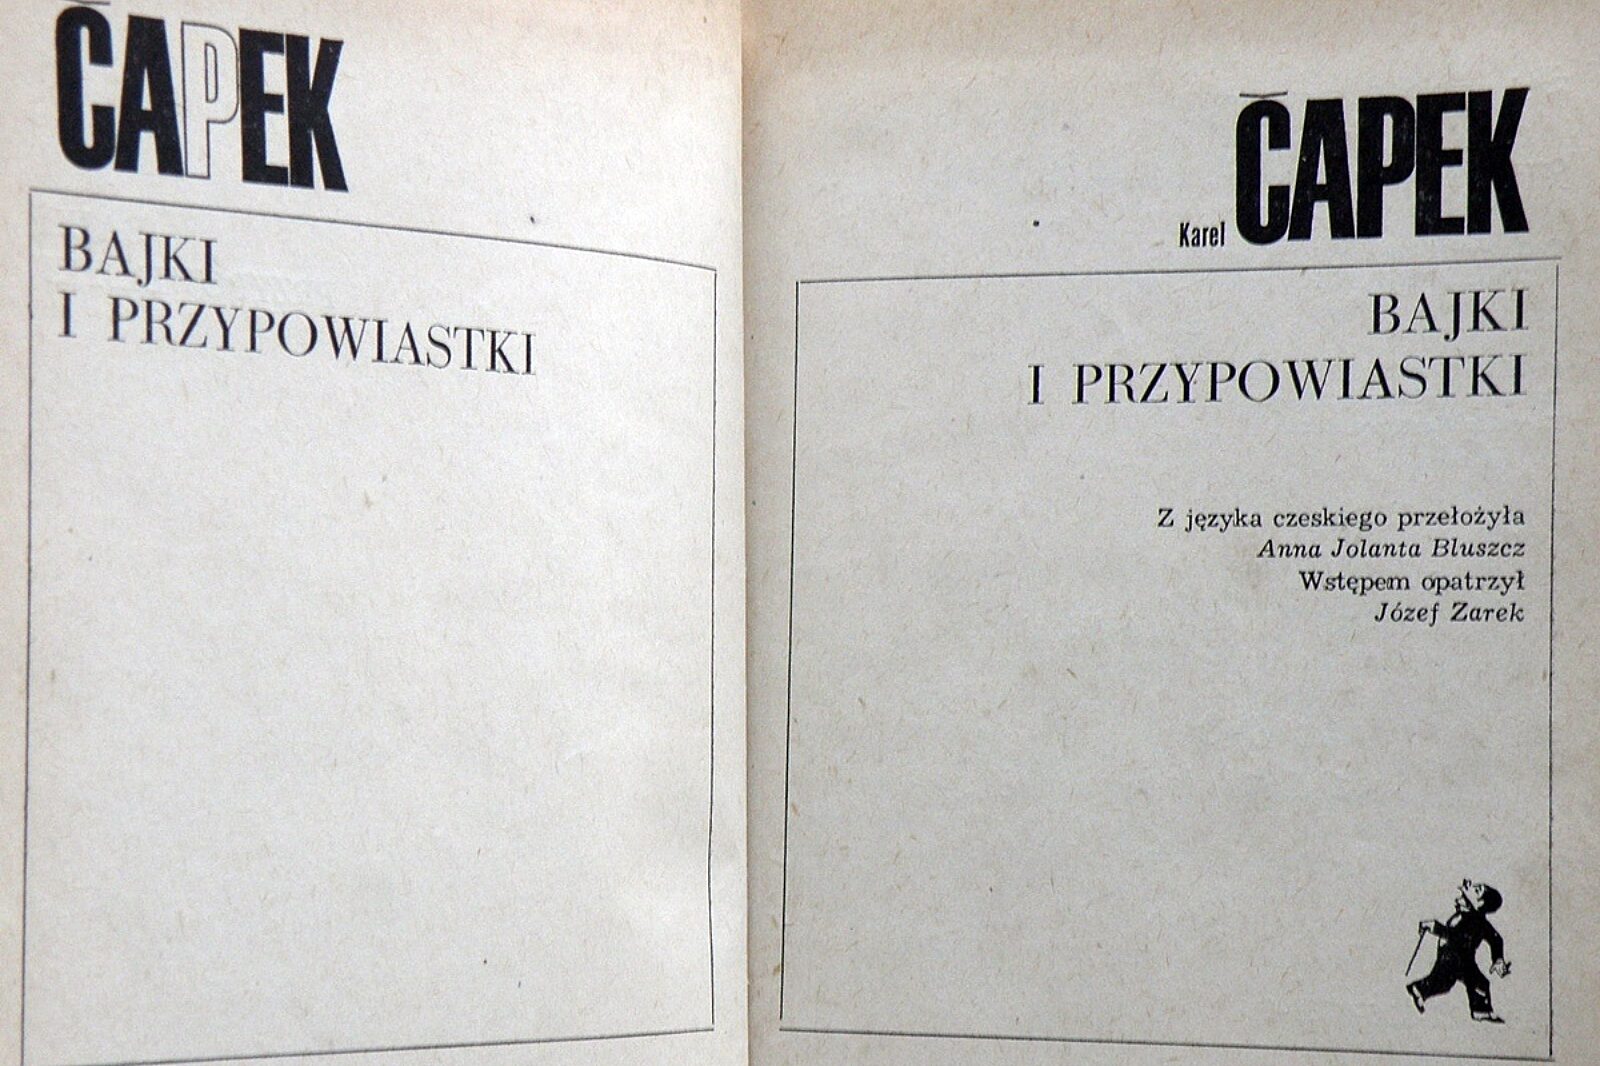 ČAPEK
BAJKI
I PRZYPOWIASTKI
Karel ČAPEK
BAJKI
I PRZYPOWIASTKI
Z języka czeskiego przełożyła
Anna Jolanta Bluszcz
Wstępem opatrzył
Józef Zarek